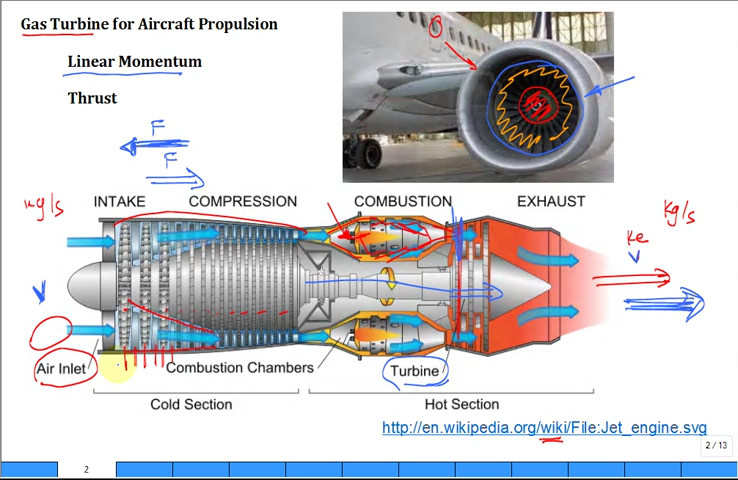 Gas Turbine for Aircraft Propulsion
Linear Momentum
Thrust
F
F
kg/s
INTAKE COMPRESSION COMBUSTION EXHAUST
ke
V
V
Air Inlet
Combustion Chambers
Turbine
Cold Section
Hot Section
http://en.wikipedia.org/wiki/File:Jet_engine.svg
2 / 13
2